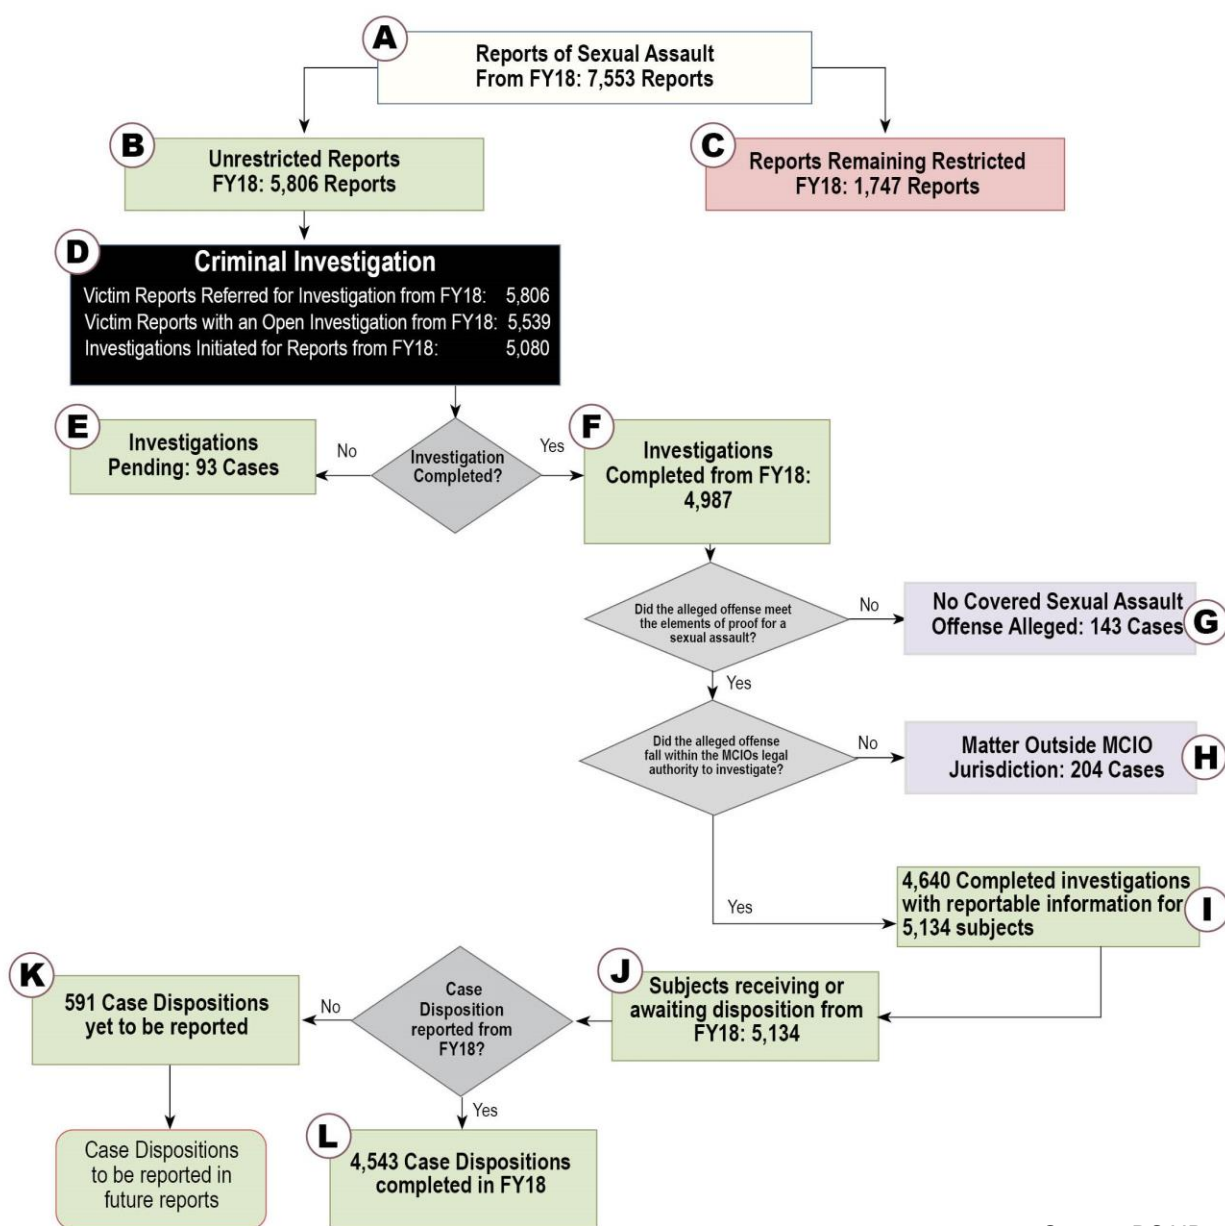 A
Reports of Sexual Assault
From FY18: 7,553 Reports
B
Unrestricted Reports
FY18: 5,806 Reports
C
Reports Remaining Restricted
FY18: 1,747 Reports
D
Criminal Investigation
Victim Reports Referred for Investigation from FY18: 5,806
Victim Reports with an Open Investigation from FY18: 5,539
Investigations Initiated for Reports from FY18: 5,080
E
Investigations
Pending: 93 Cases
No
Investigation
Completed?
Yes
F
Investigations
Completed from FY18:
4,987
Did the alleged offense meet
the elements of proof for a
sexual assault?
No
No Covered Sexual Assault
Offense Alleged: 143 Cases
G
Yes
Did the alleged offense
fall within the MCIOs legal
authority to investigate?
No
Matter Outside MCIO
Jurisdiction: 204 Cases
H
Yes
4,640 Completed investigations
with reportable information for
5,134 subjects
I
J
Subjects receiving or
awaiting disposition from
FY18: 5,134
Case
Disposition
reported from
FY18?
No
K
591 Case Dispositions
yet to be reported
Case Dispositions
to be reported in
future reports
Yes
L
4,543 Case Dispositions
completed in FY18